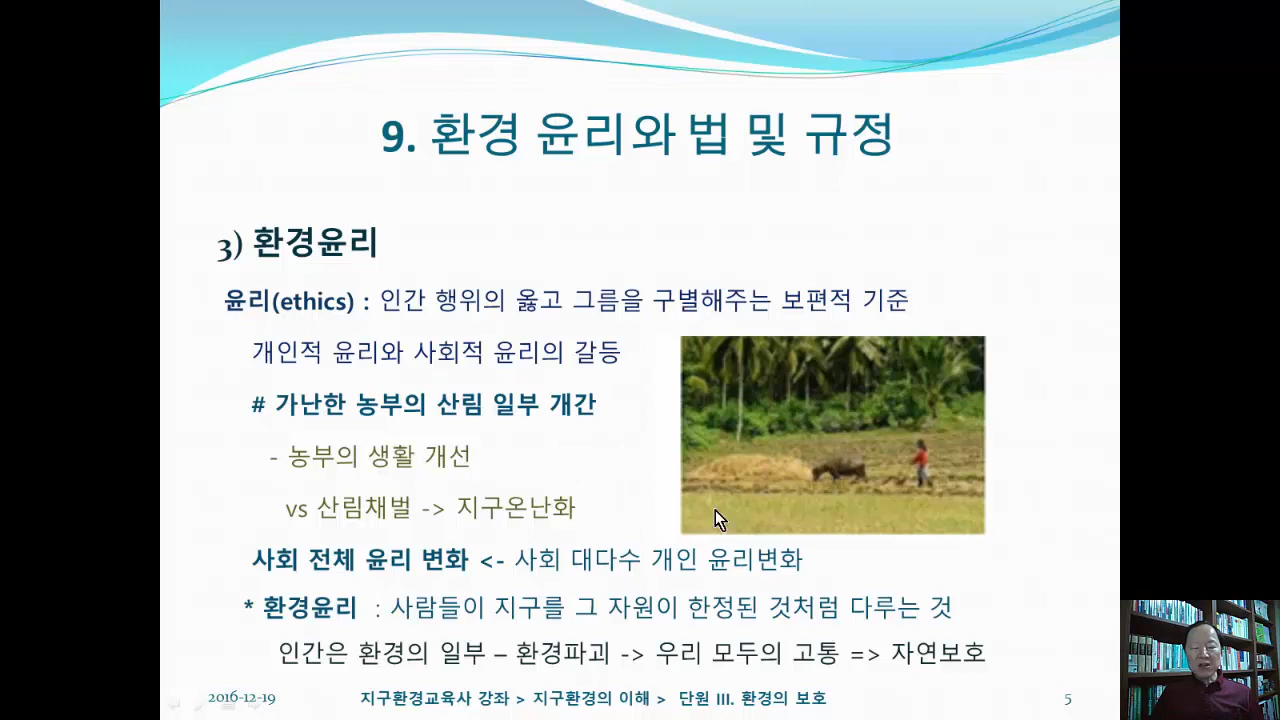 9. 환경 윤리와 법 및 규정
3) 환경윤리
윤리(ethics) : 인간 행위의 옳고 그름을 구별해주는 보편적 기준
개인적 윤리와 사회적 윤리의 갈등
# 가난한 농부의 산림 일부 개간
- 농부의 생활 개선
vs 산림채벌 -> 지구온난화
사회 전체 윤리 변화 <- 사회 대다수 개인 윤리변화
* 환경윤리 : 사람들이 지구를 그 자원이 한정된 것처럼 다루는 것
인간은 환경의 일부 – 환경파괴 -> 우리 모두의 고통 => 자연보호
2016-12-19 지구환경교육사 강좌 > 지구환경의 이해 > 단원 III. 환경의 보호 5